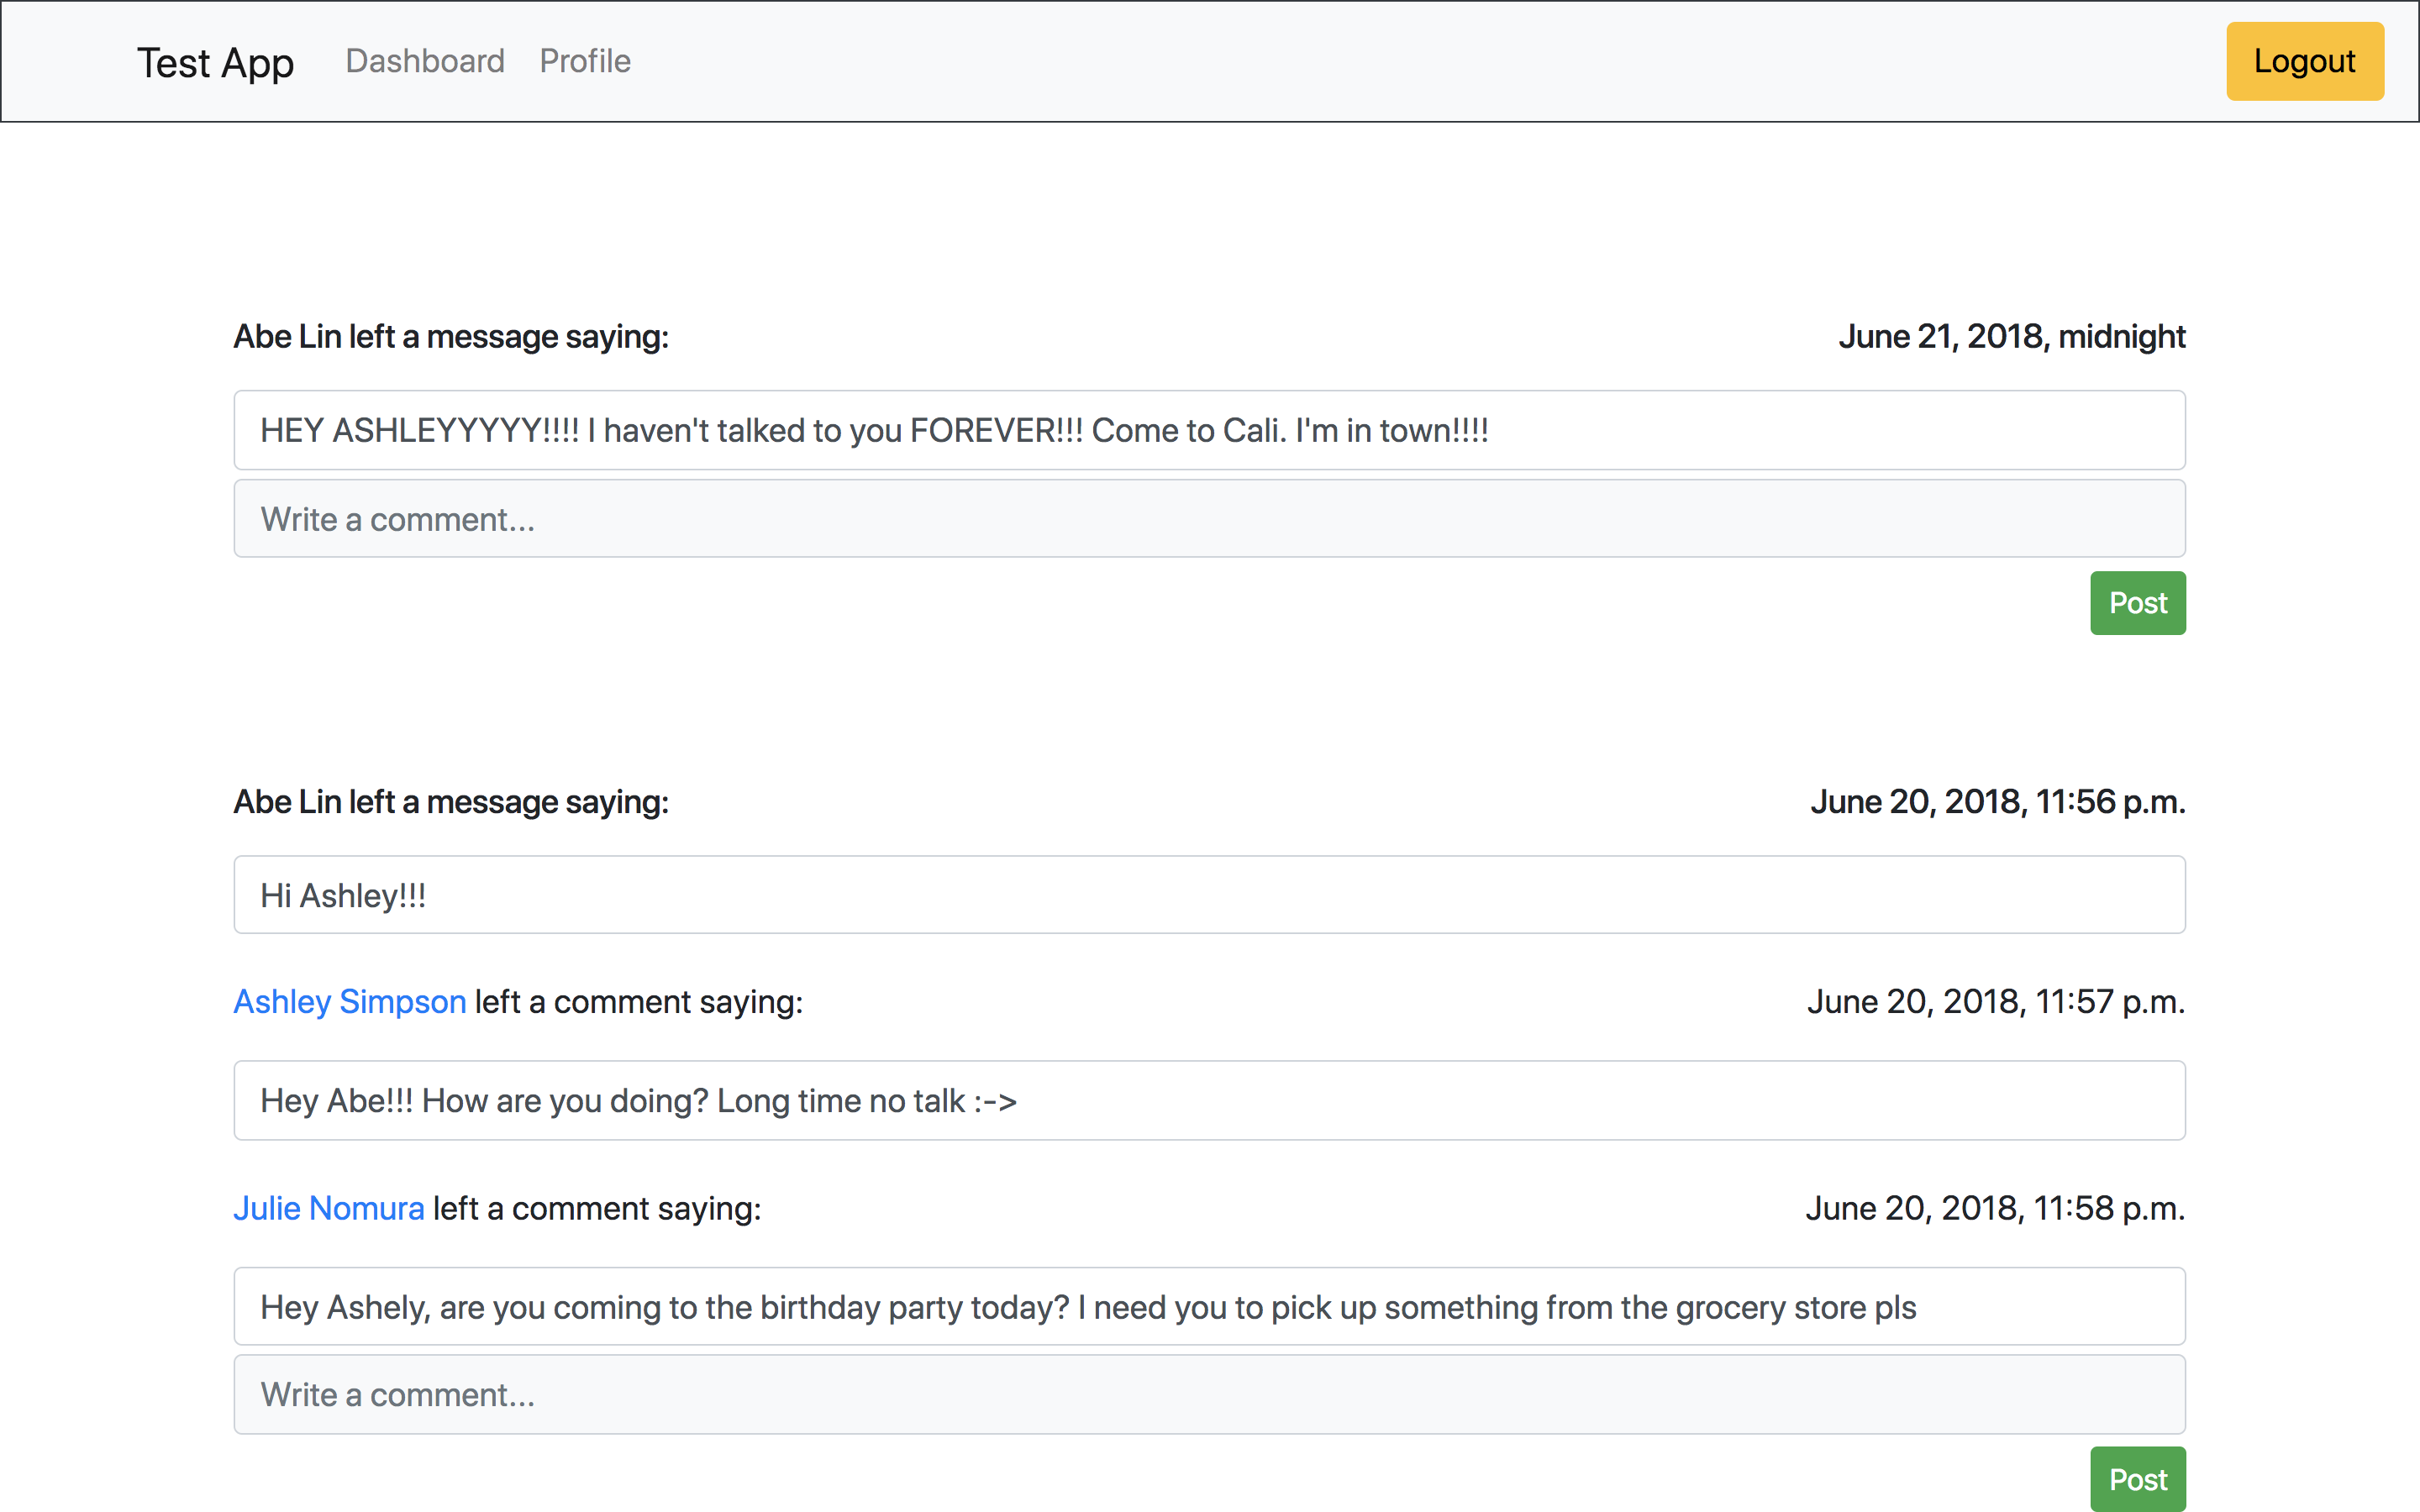 Test App Dashboard Profile Logout
Abe Lin left a message saying: June 21, 2018, midnight
HEY ASHLEYYYYY!!!! I haven't talked to you FOREVER!!! Come to Cali. I'm in town!!!!
Write a comment...
Post
Abe Lin left a message saying: June 20, 2018, 11:56 p.m.
Hi Ashley!!!
Ashley Simpson left a comment saying: June 20, 2018, 11:57 p.m.
Hey Abe!!! How are you doing? Long time no talk :->
Julie Nomura left a comment saying: June 20, 2018, 11:58 p.m.
Hey Ashely, are you coming to the birthday party today? I need you to pick up something from the grocery store pls
Write a comment...
Post